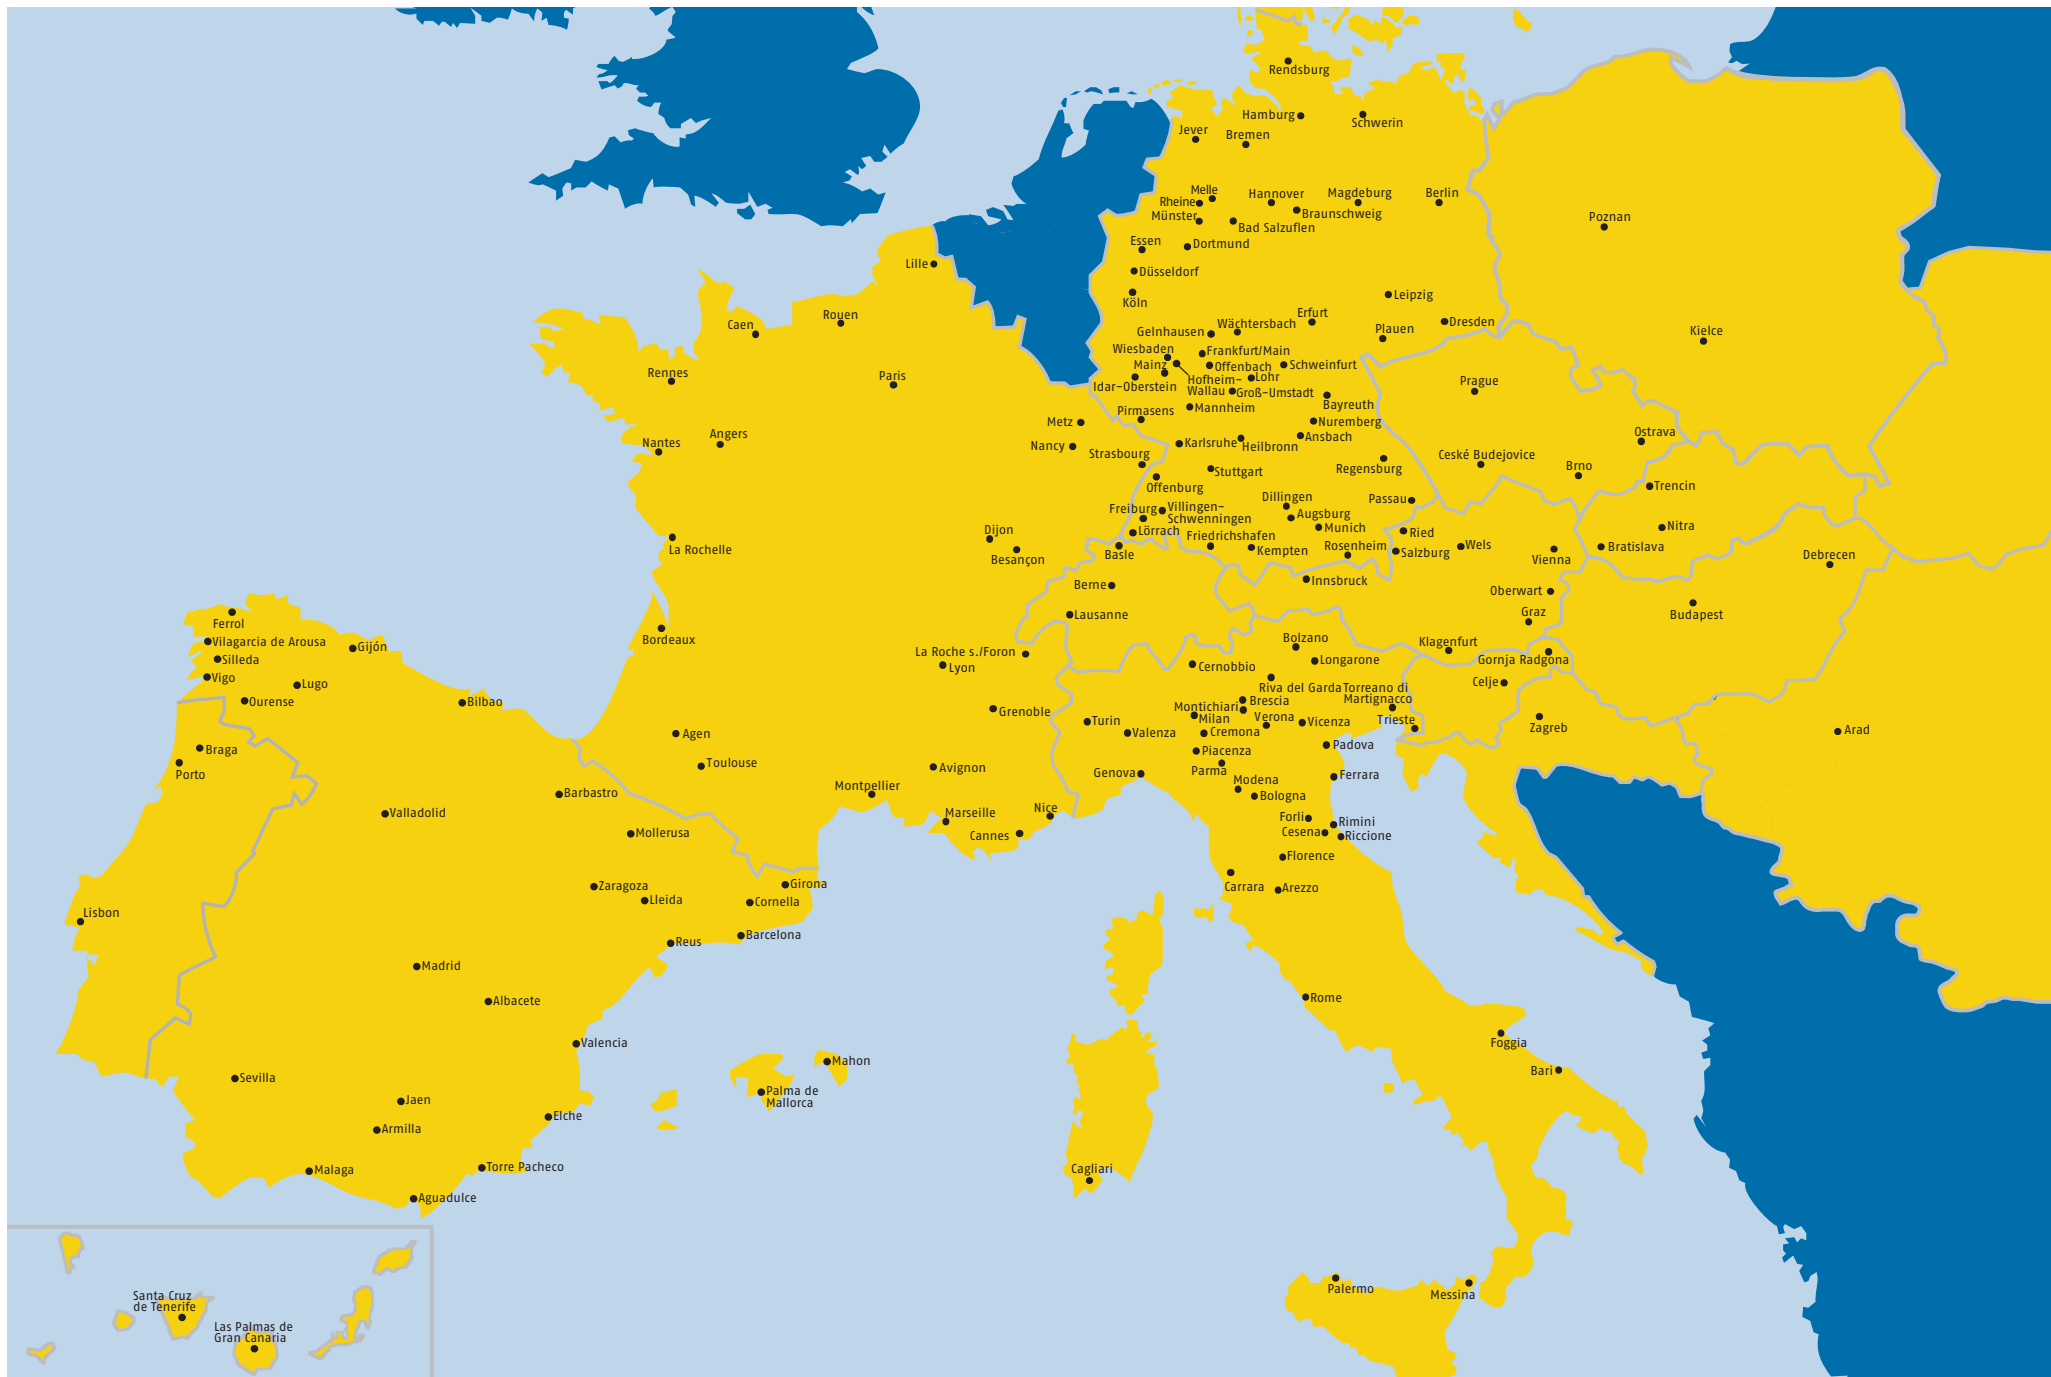 Rendsburg
Hamburg
Schwerin
Jever
Bremen
Melle
Rheine
Münster
Hannover
Magdeburg
Berlin
Braunschweig
Bad Salzuflen
Poznan
Essen
Dortmund
Düsseldorf
Köln
Lille
Leipzig
Erfurt
Dresden
Plauen
Gelnhausen
Wächtersbach
Kielce
Caen
Rouen
Wiesbaden
Frankfurt/Main
Mainz
Offenbach
Schweinfurt
Idar-Oberstein
Hofheim-
Wallau
Lohr
Groß-Umstadt
Rennes
Paris
Prague
Bayreuth
Pirmasens
Mannheim
Metz
Nuremberg
Ostrava
Nantes
Angers
Nancy
Karlsruhe
Heilbronn
Ansbach
Strasbourg
Ceské Budejovice
Brno
Stuttgart
Regensburg
Offenburg
Trencin
Dillingen
Passau
Freiburg
Villingen-
Schwenningen
Augsburg
Munich
Nitra
Lörrach
Ried
Dijon
Besançon
La Rochelle
Basle
Friedrichshafen
Kempten
Rosenheim
Salzburg
Wels
Vienna
Bratislava
Debrecen
Berne
Innsbruck
Oberwart
Lausanne
Graz
Budapest
Ferrol
Vilagarcia de Arousa
Gijón
Silleda
Vigo
Lugo
Ourense
Bilbao
Bordeaux
La Roche s./Foron
Lyon
Bolzano
Klagenfurt
Cernobbio
Longarone
Gornja Radgona
Celje
Riva del Garda
Torreano di
Martignacco
Brescia
Montichiari
Grenoble
Turin
Milan
Verona
Vicenza
Trieste
Zagreb
Arad
Valenza
Cremona
Agen
Padova
Braga
Porto
Piacenza
Toulouse
Avignon
Genova
Parma
Ferrara
Modena
Bologna
Montpellier
Barbastro
Valladolid
Marseille
Nice
Cannes
Forli
Rimini
Cesena
Riccione
Mollerusa
Florence
Zaragoza
Girona
Carrara
Arezzo
Lleida
Cornella
Lisbon
Barcelona
Reus
Madrid
Rome
Albacete
Foggia
Valencia
Mahon
Bari
Sevilla
Palma de
Mallorca
Jaen
Elche
Armilla
Malaga
Torre Pacheco
Cagliari
Aguadulce
Palermo
Messina
Santa Cruz
de Tenerife
Las Palmas de
Gran Canaria